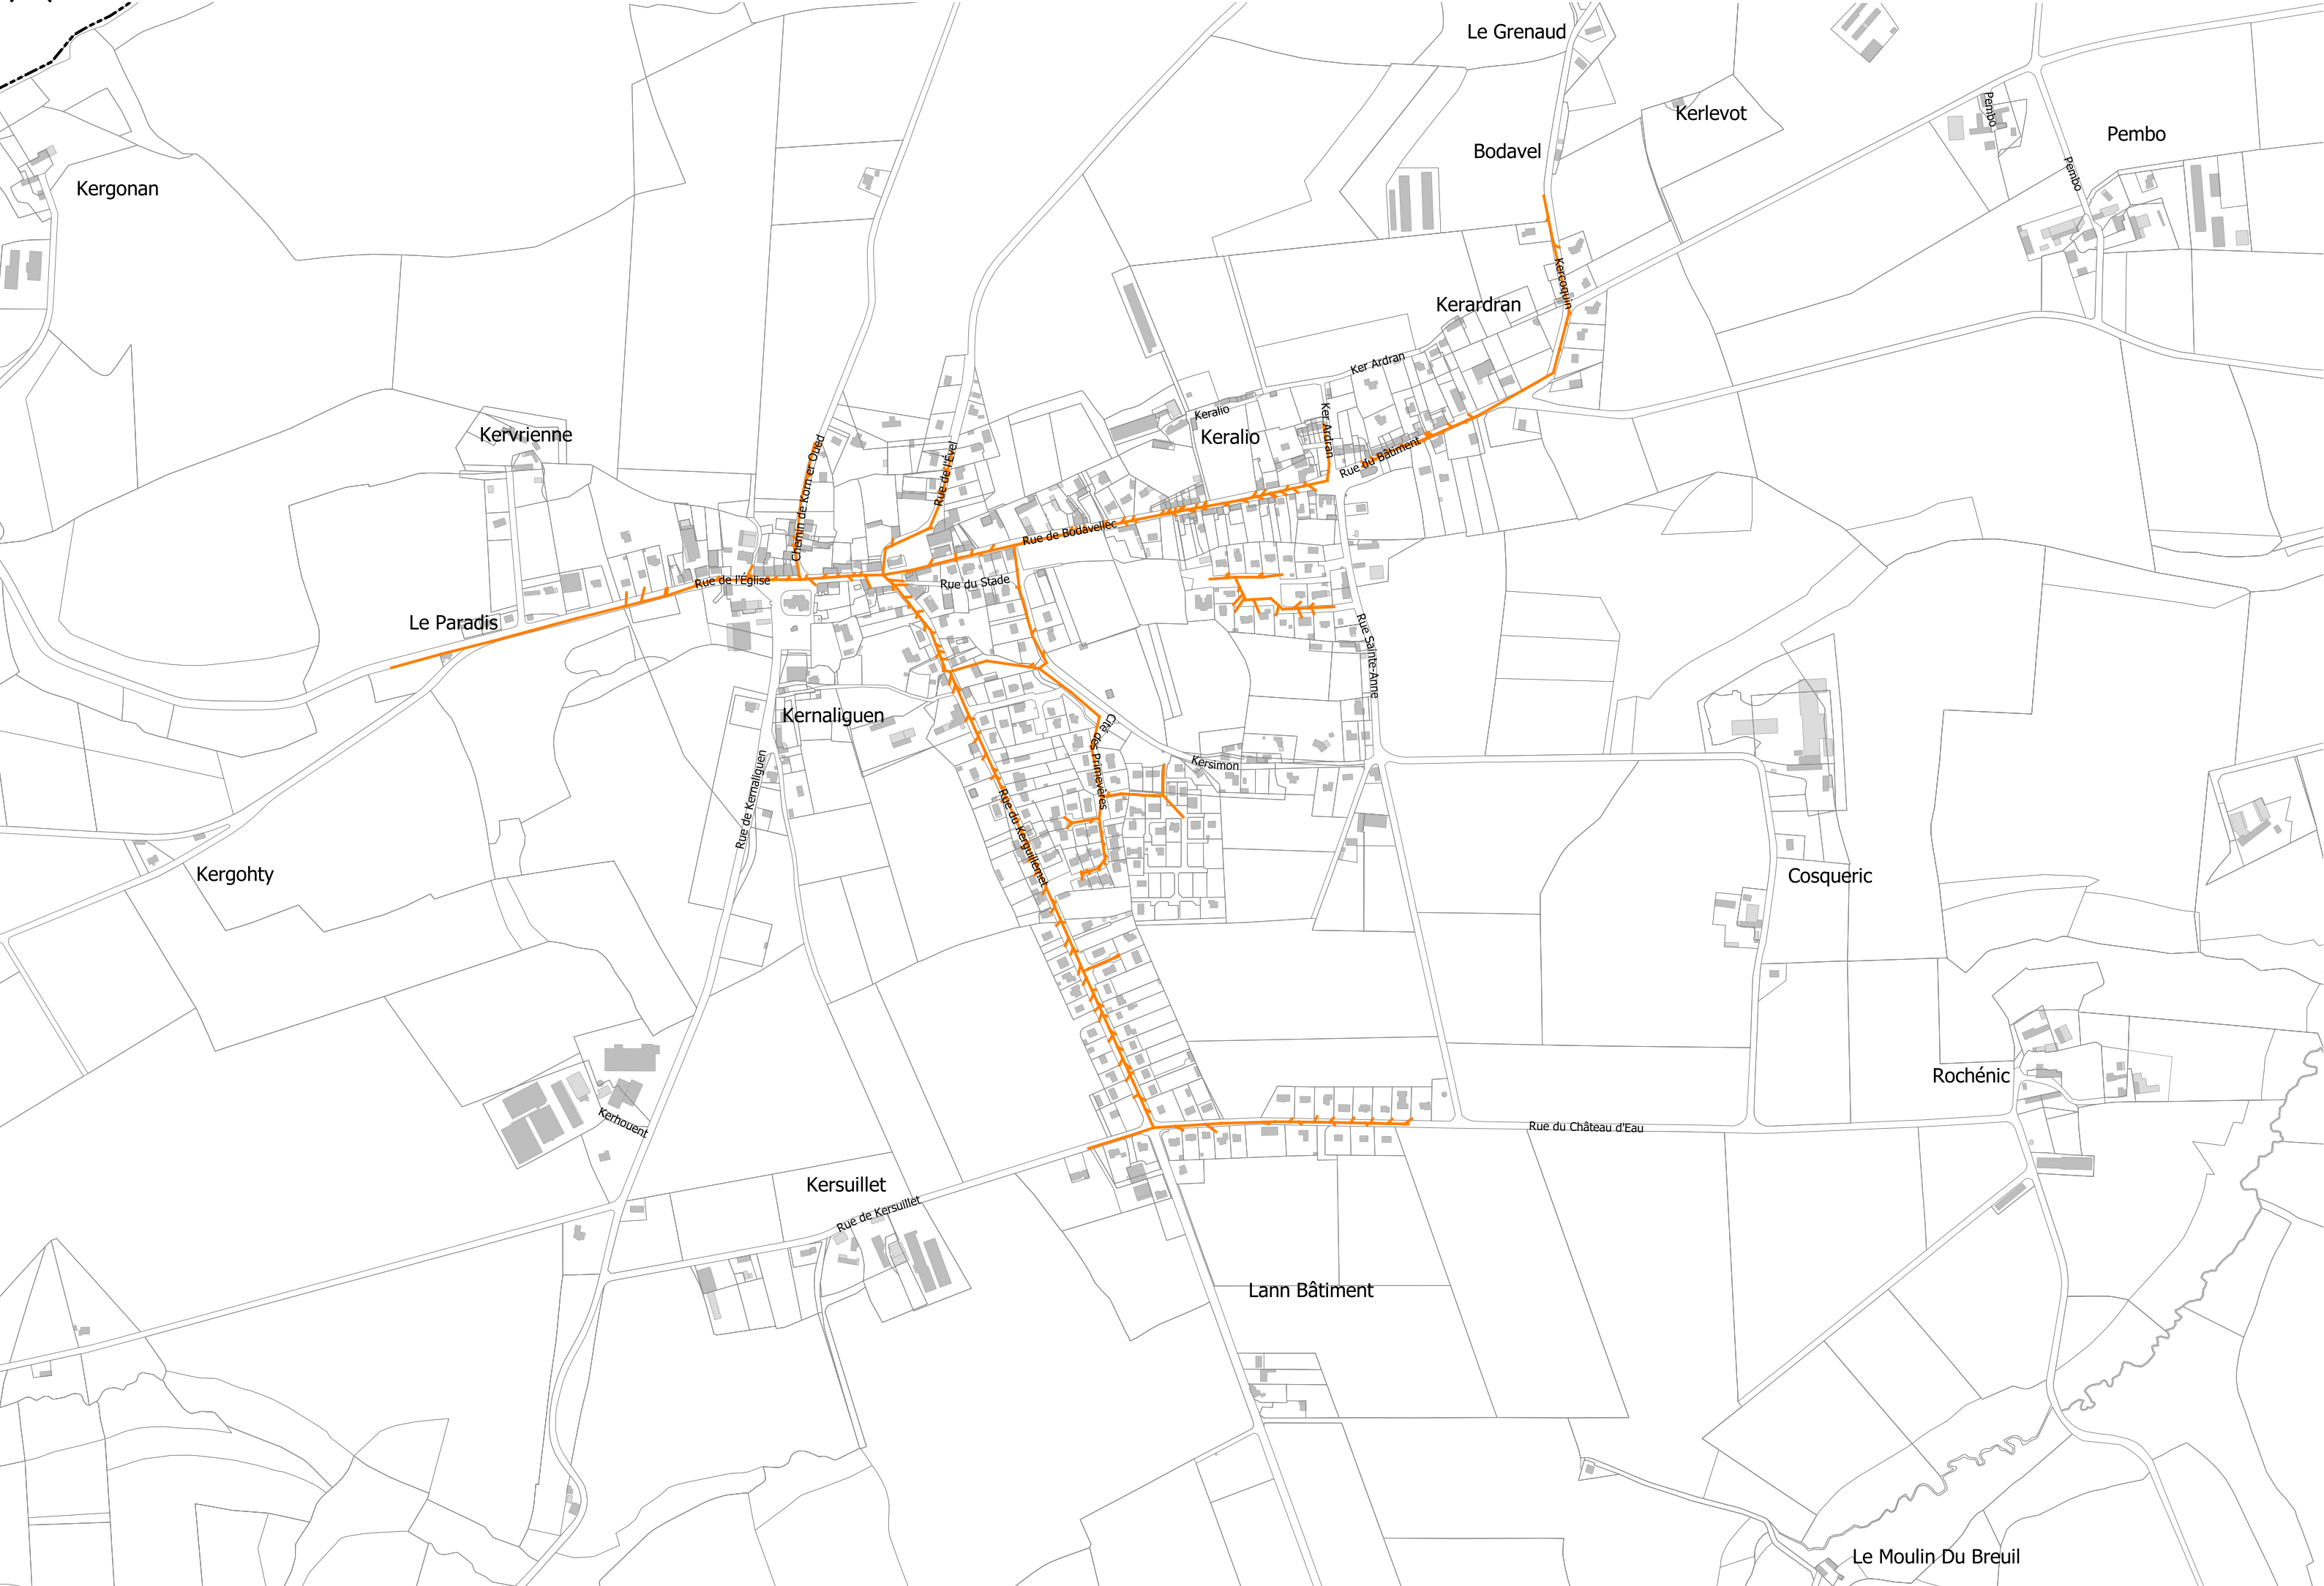 Le Grenaud
Kerlevot
Pembo
Pembo
Bodavel
Pembo
Kergonan
Kercoquin
Kerardran
Ker Ardran
Keralio
Ker Ardran
Kervrienne
Keralio
Chemin de Korn er Oued
Rue de l'Ével
Rue du Bâtiment
Rue de Bodavellec
Rue de l'Église
Rue du Stade
Le Paradis
Rue Sainte-Anne
Kernaliguen
Cité des Primevères
Kersimon
Rue de Kernaliguen
Rue du Kerguillemet
Kergohty
Cosqueric
Rochénic
Kerhouent
Rue du Château d'Eau
Kersuillet
Rue de Kersuillet
Lann Bâtiment
Le Moulin Du Breuil